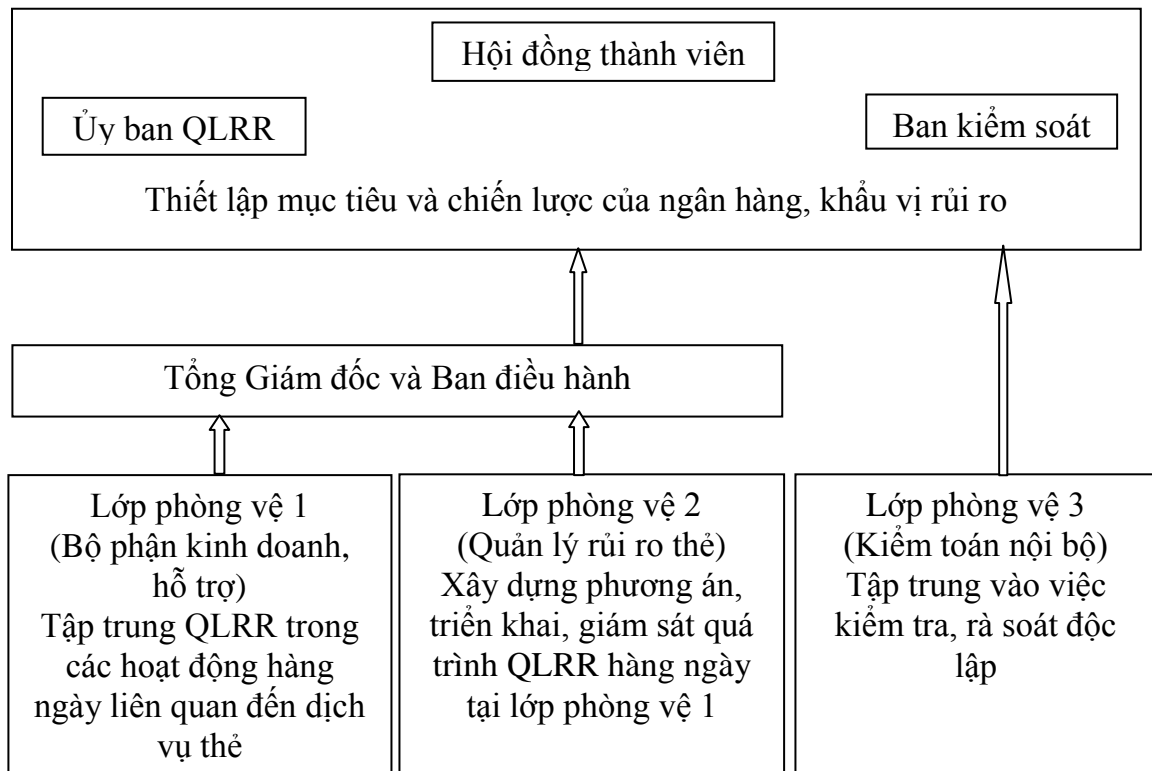 Hội đồng thành viên
Ủy ban QLRR
Ban kiểm soát
Thiết lập mục tiêu và chiến lược của ngân hàng, khẩu vị rủi ro
Tổng Giám đốc và Ban điều hành
Lớp phòng vệ 1
(Bộ phận kinh doanh,
hỗ trợ)
Tập trung QLRR trong
các hoạt động hàng
ngày liên quan đến dịch
vụ thẻ
Lớp phòng vệ 2
(Quản lý rủi ro thẻ)
Xây dựng phương án,
triển khai, giám sát quá
trình QLRR hàng ngày
tại lớp phòng vệ 1
Lớp phòng vệ 3
(Kiểm toán nội bộ)
Tập trung vào việc
kiểm tra, rà soát độc
lập